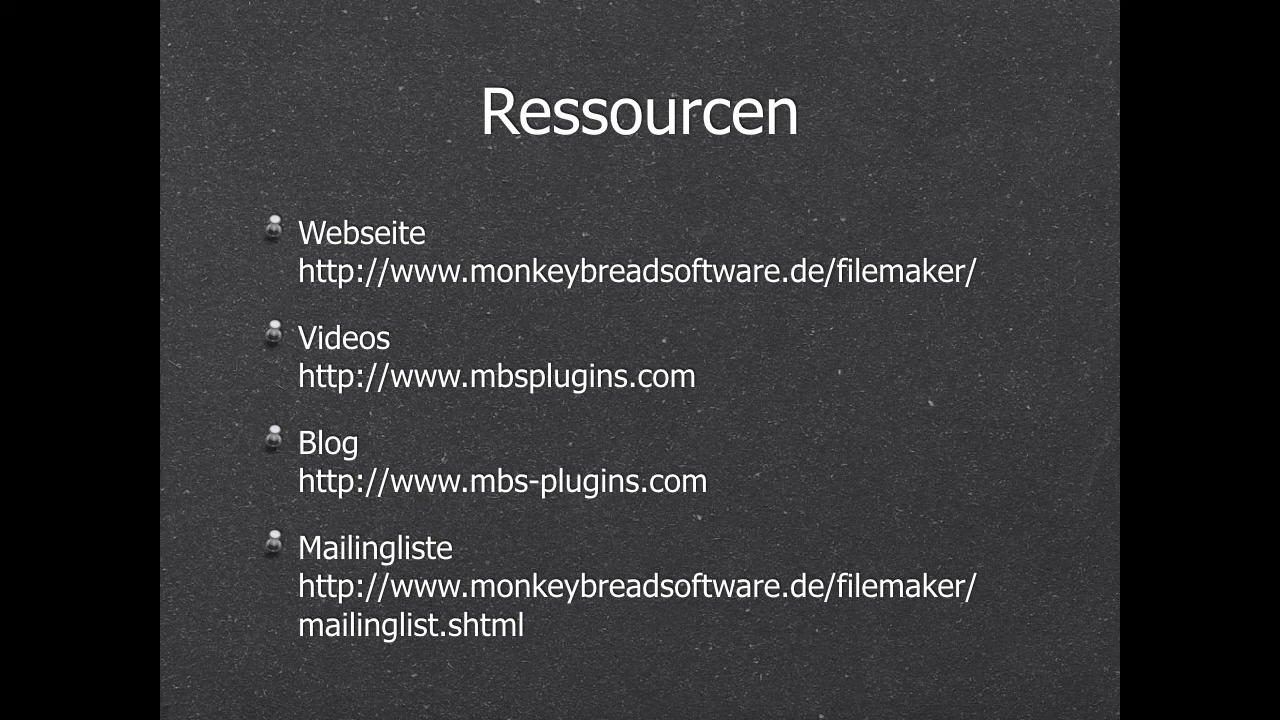 Ressourcen
Webseite
http://www.monkeybreadsoftware.de/filemaker/
Videos
http://www.mbsplugins.com
Blog
http://www.mbs-plugins.com
Mailingliste
http://www.monkeybreadsoftware.de/filemaker/
mailinglist.shtml